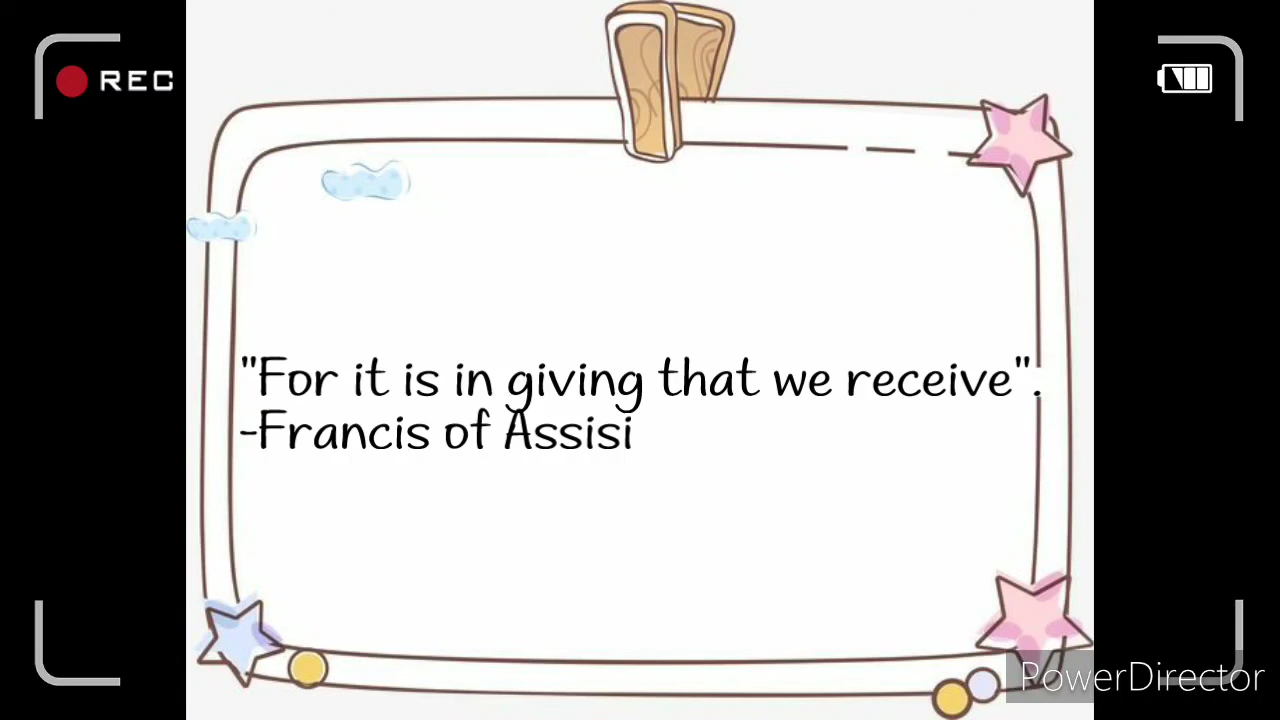 REC
"For it is in giving that we receive".
-Francis of Assisi
PowerDirector